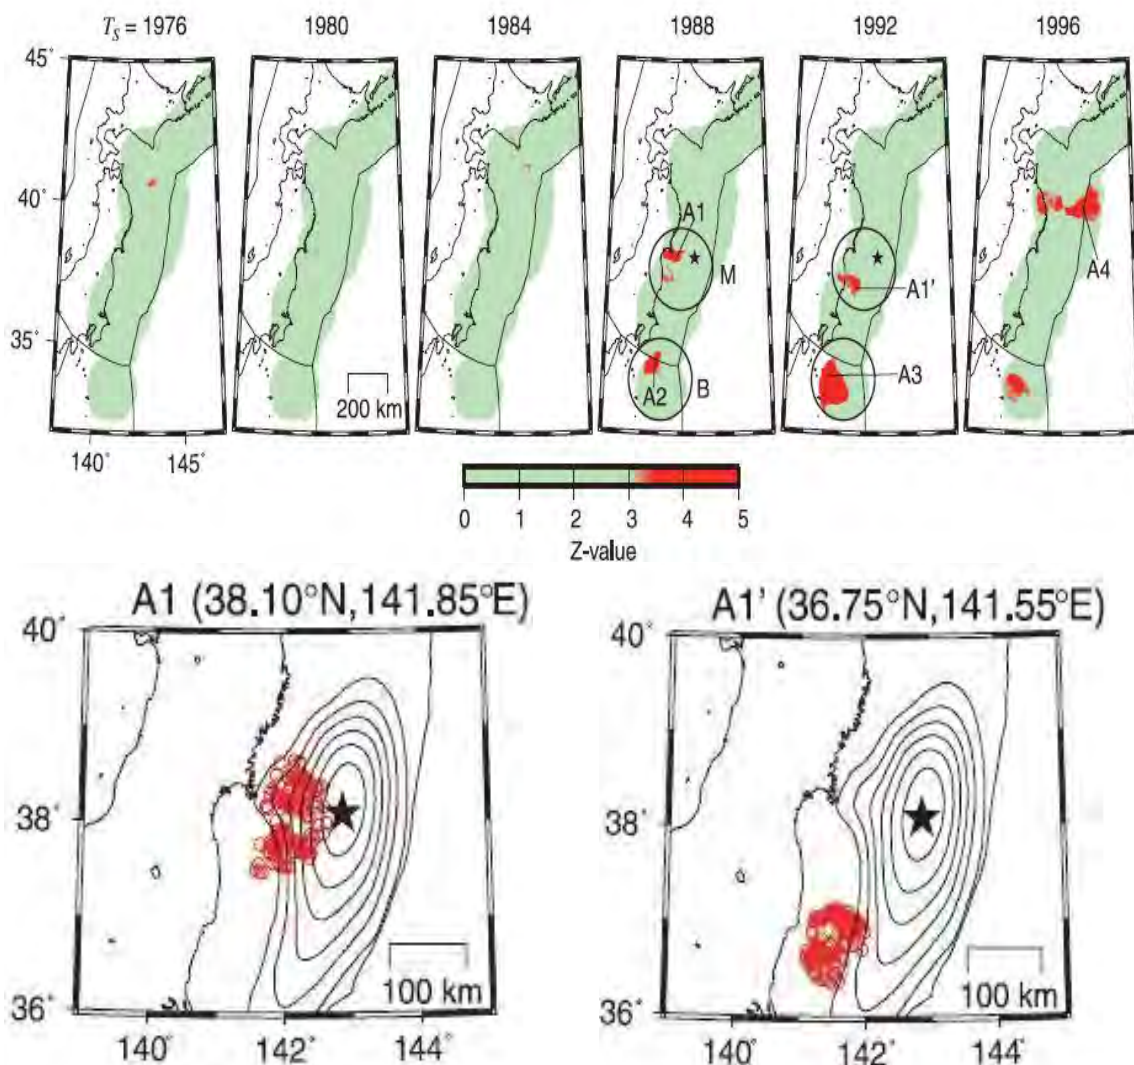 T_S = 1976 1980 1984 1988 1992 1996
45°
40°
35°
A1
M
A2
B
A1'
A3
A4
200 km
140° 145°
0 1 2 3 4 5
Z-value
A1 (38.10°N,141.85°E)
40°
38°
36°
100 km
140° 142° 144°
A1' (36.75°N,141.55°E)
40°
38°
36°
100 km
140° 142° 144°